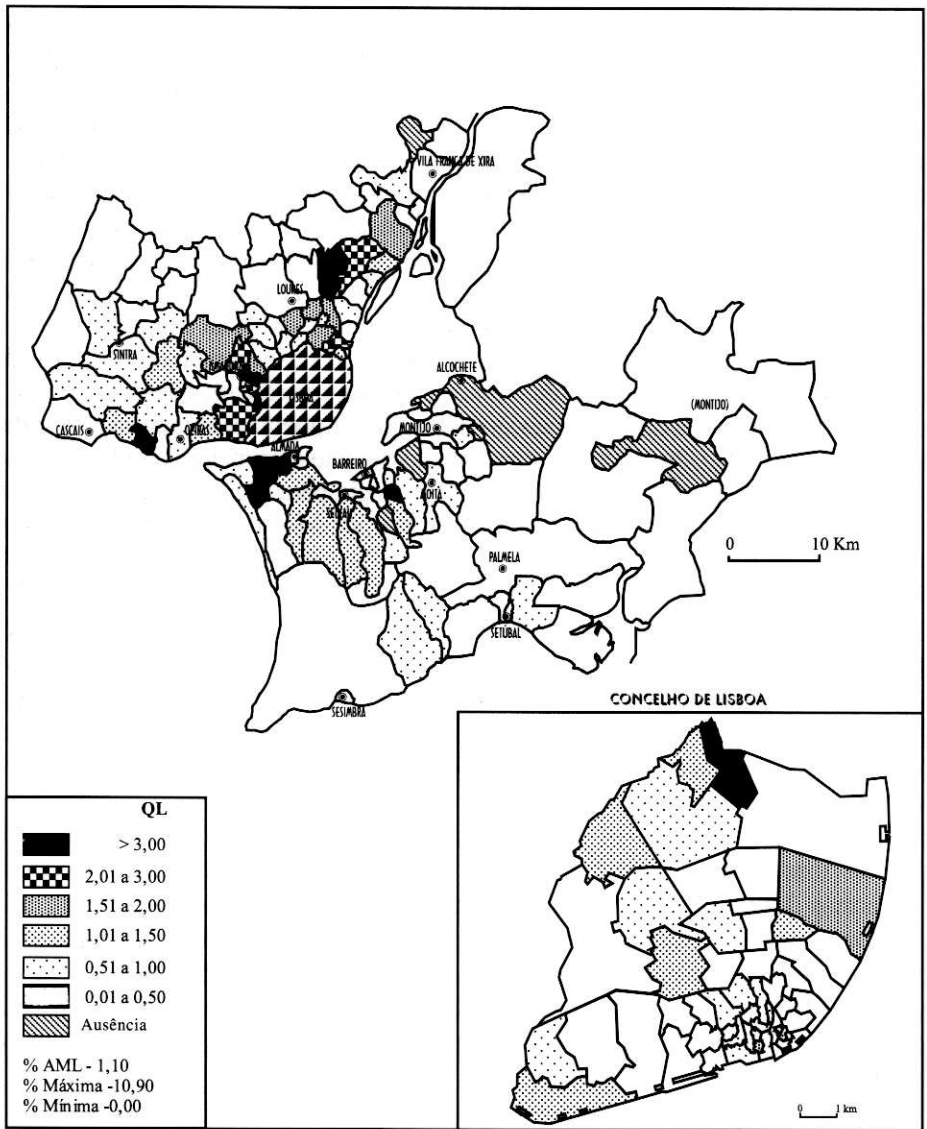 VILA FRANCA DE XIRA
LOURES
SINTRA
LISBOA
ALCOCHETE
(MONTIJO)
CASCAIS
OEIRAS
MONTIJO
ALMADA
BARREIRO
MOITA
0 10 Km
PALMELA
SETÚBAL
SESIMBRA
CONCELHO DE LISBOA
QL
> 3,00
2,01 a 3,00
1,51 a 2,00
1,01 a 1,50
0,51 a 1,00
0,01 a 0,50
Ausência
% AML - 1,10
% Máxima -10,90
% Mínima -0,00
0 1 km